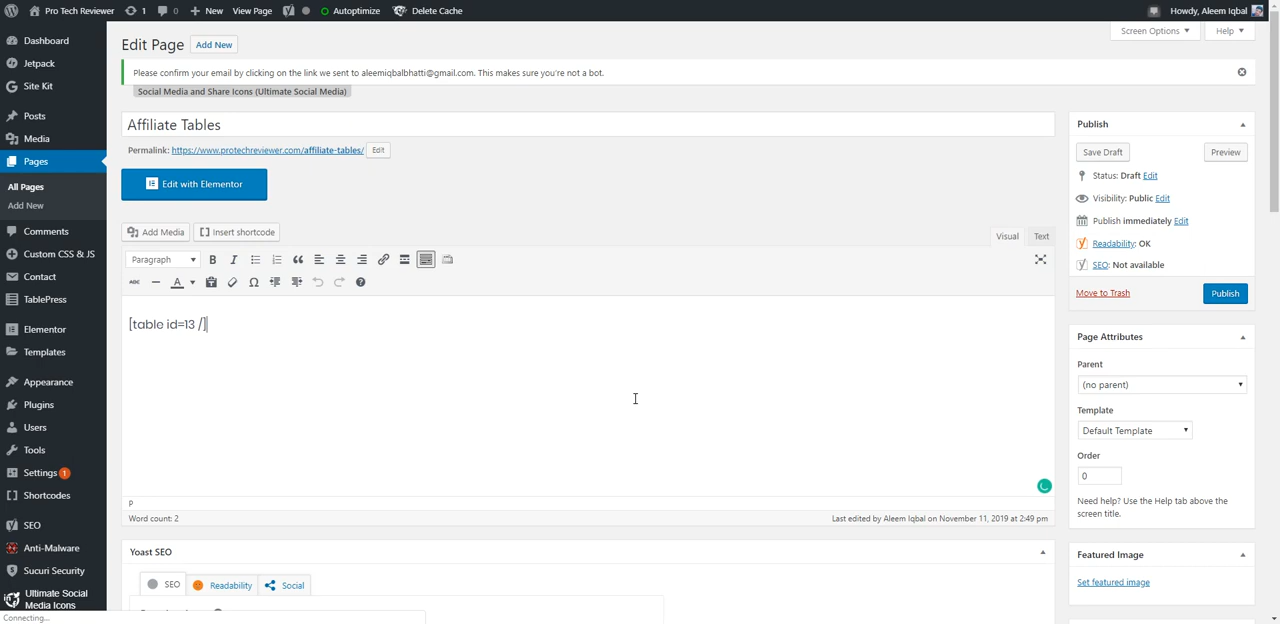 Pro Tech Reviewer 1 0 New View Page Autoptimize Delete Cache Howdy, Aleem Iqbal
Screen Options Help
Dashboard
Jetpack
Site Kit
Posts
Media
Pages
All Pages
Add New
Comments
Custom CSS & JS
Contact
TablePress
Elementor
Templates
Appearance
Plugins
Users
Tools
Settings 1
Shortcodes
SEO
Anti-Malware
Sucuri Security
Ultimate Social
Media Icons
Connecting...
Edit Page Add New
Please confirm your email by clicking on the link we sent to aleemiqbalbhatti@gmail.com. This makes sure you're not a bot.
Social Media and Share Icons (Ultimate Social Media)
Affiliate Tables
Permalink: https://www.protechreviewer.com/affiliate-tables/ Edit
Edit with Elementor
Add Media Insert shortcode
Visual Text
Paragraph B I
ABC A Ω
[table id=13 /]
P
Word count: 2 Last edited by Aleem Iqbal on November 11, 2019 at 2:49 pm
Yoast SEO
SEO Readability Social
Publish
Save Draft Preview
Status: Draft Edit
Visibility: Public Edit
Publish immediately Edit
Readability: OK
SEO: Not available
Move to Trash Publish
Page Attributes
Parent
(no parent)
Template
Default Template
Order
0
Need help? Use the Help tab above the
screen title.
Featured Image
Set featured image